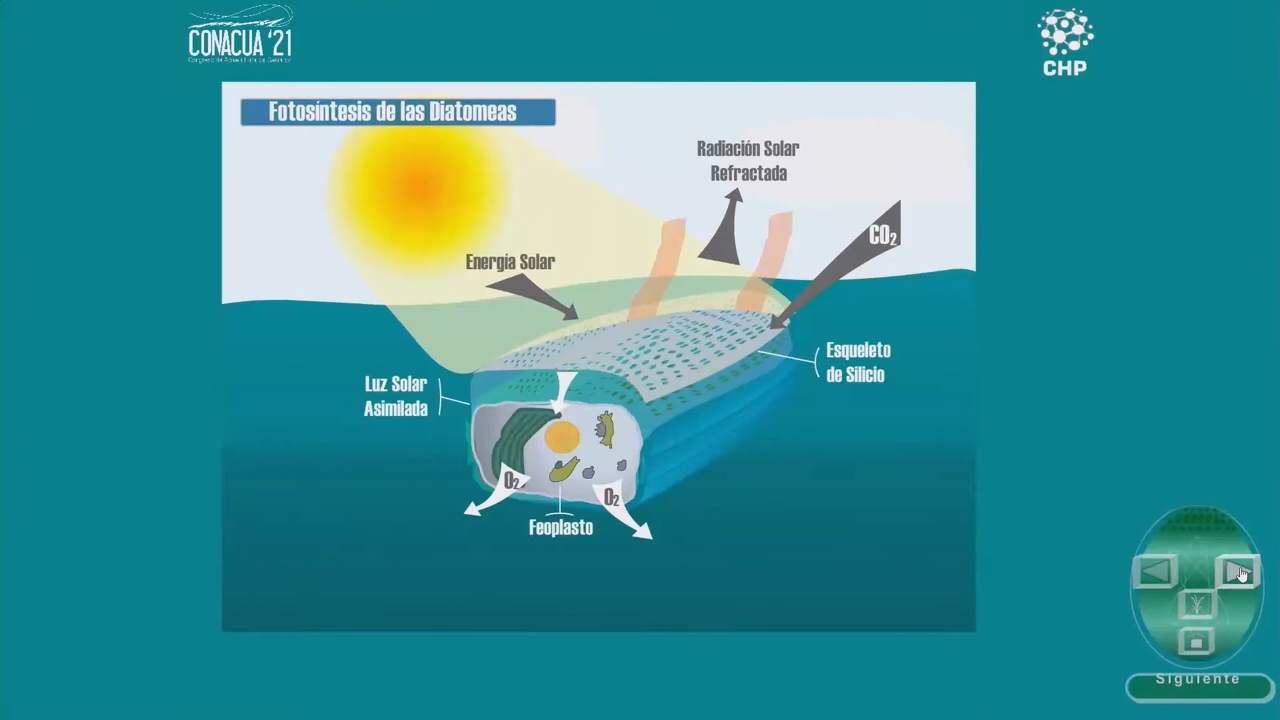 CONACUA '21
CHP
Fotosíntesis de las Diatomeas
Radiación Solar
Refractada
CO₂
Energía Solar
Esqueleto
de Silicio
Luz Solar
Asimilada
O₂
O₂
Feoplasto
Siguiente